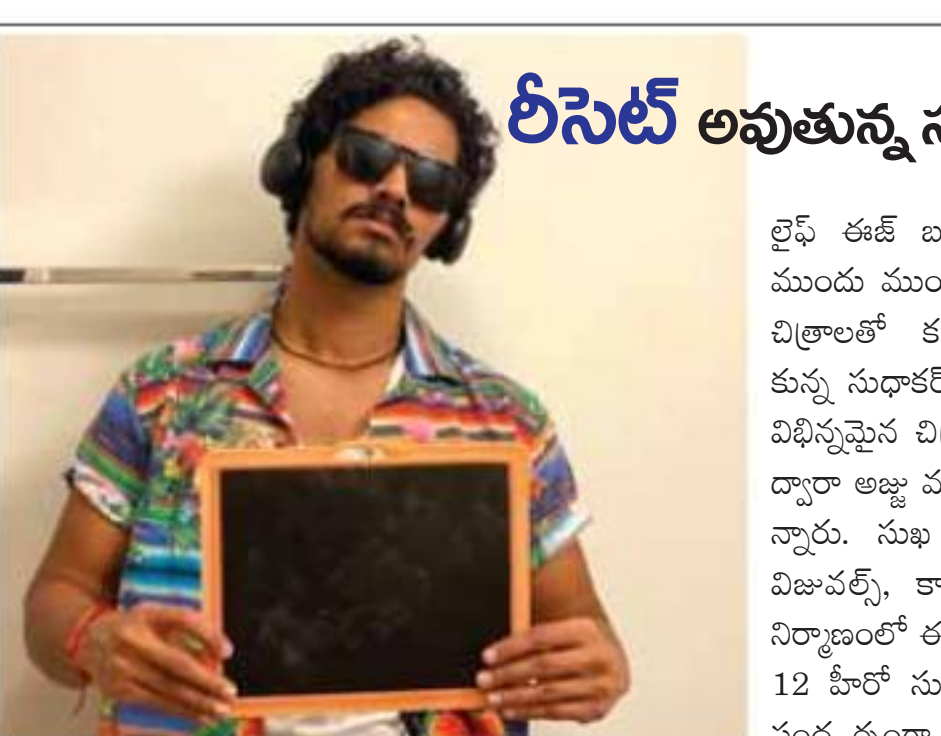 రీసెట్ అవుతున్న
లైఫ్ ఈజ్
ముందు
చిత్రాలతో
కున్న సుధాకర్
విభిన్నమైన
ద్వారా అజ్జు
న్నారు. సుఖ
విజువల్స్,
నిర్మాణంలో
12 హీరో